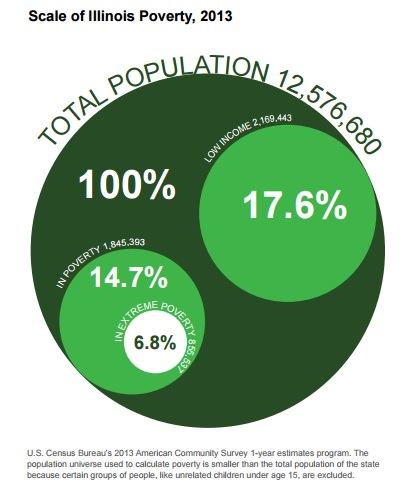 Scale of Illinois Poverty, 2013
TOTAL POPULATION 12,576,680
LOW INCOME 2,169,443
100%
17.6%
IN POVERTY 1,845,393
14.7%
IN EXTREME POVERTY 855,537
6.8%
U.S. Census Bureau's 2013 American Community Survey 1-year estimates program. The
population universe used to calculate poverty is smaller than the total population of the state
because certain groups of people, like unrelated children under age 15, are excluded.